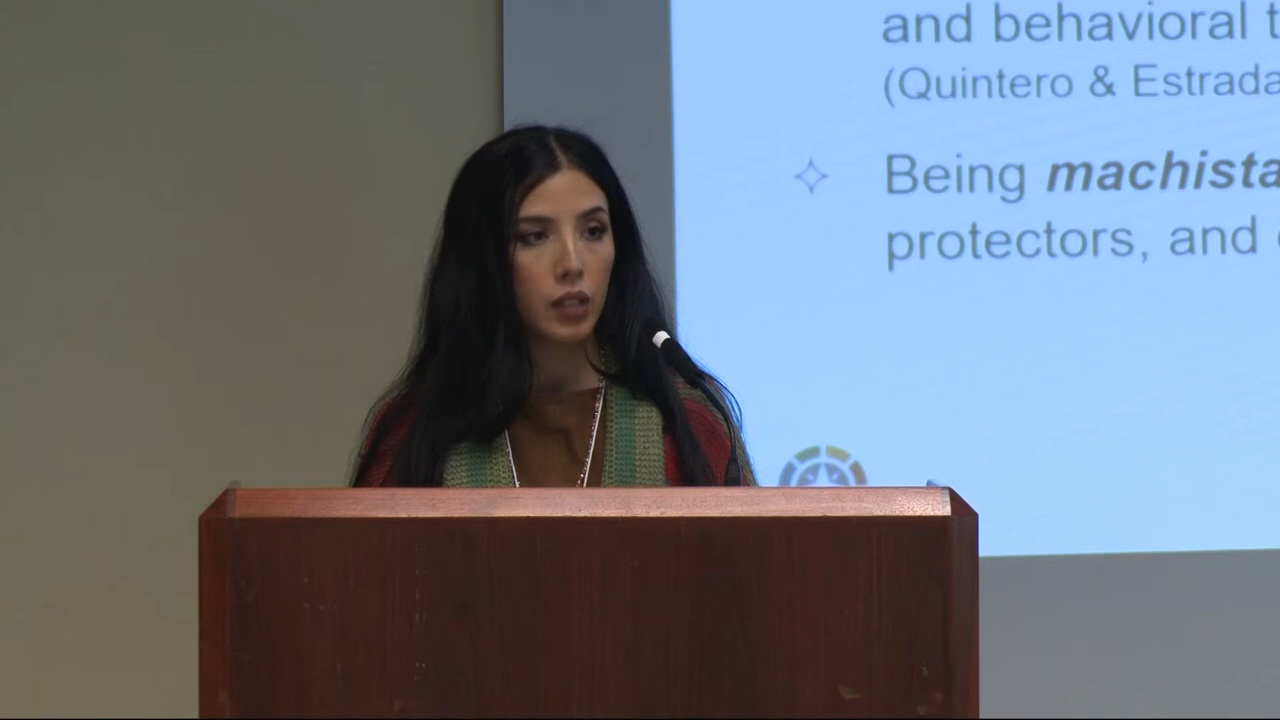 and behavioral
(Quintero & Estrada
Being machista
protectors, and